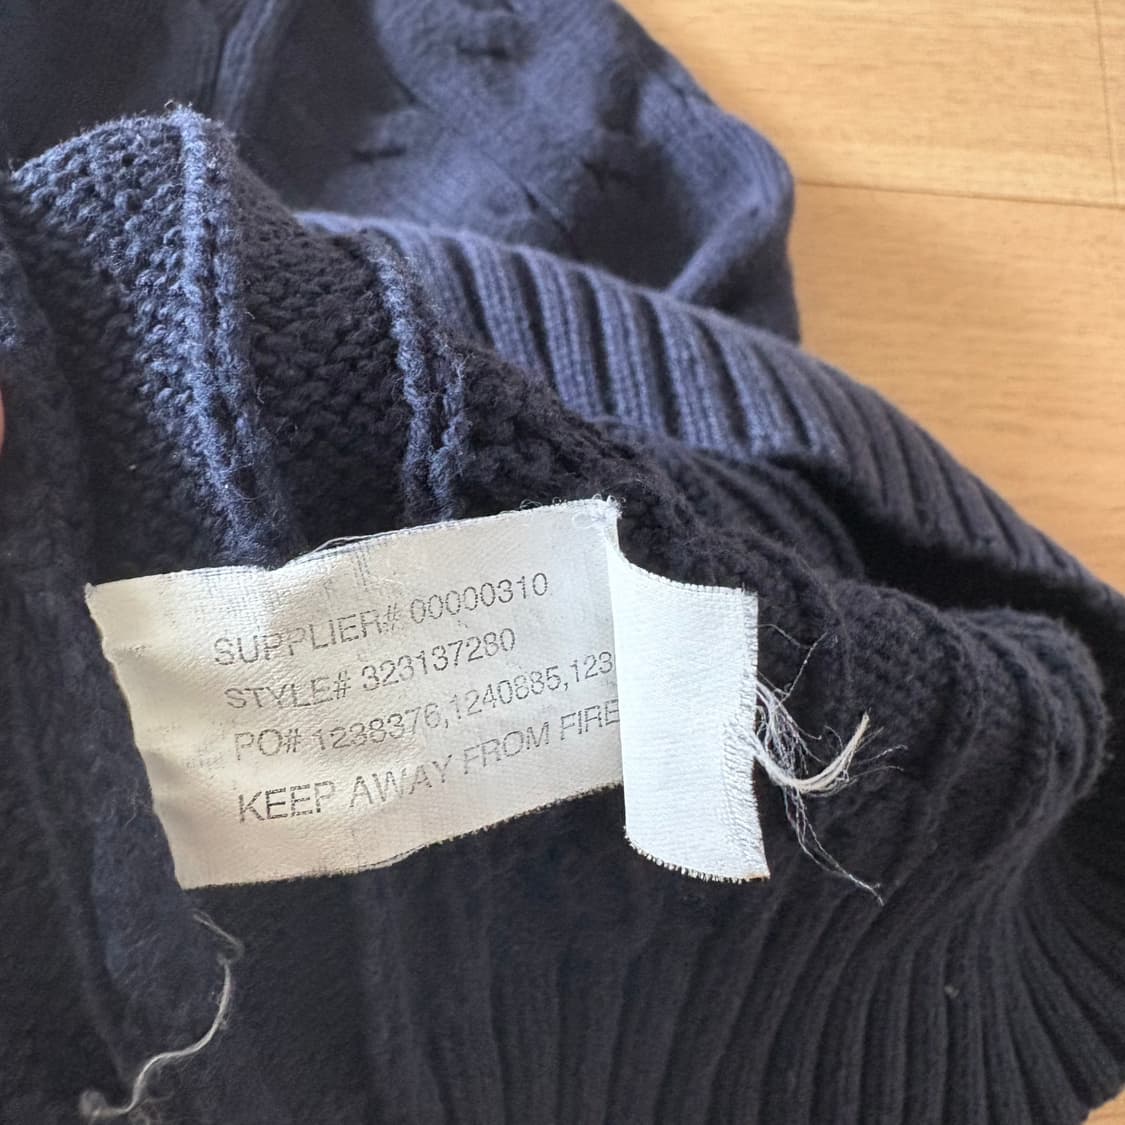 SUPPLIER# 00000310
STYLE# 323137280
PO# 1238376,1240885,123
KEEP AWAY FROM FIRE